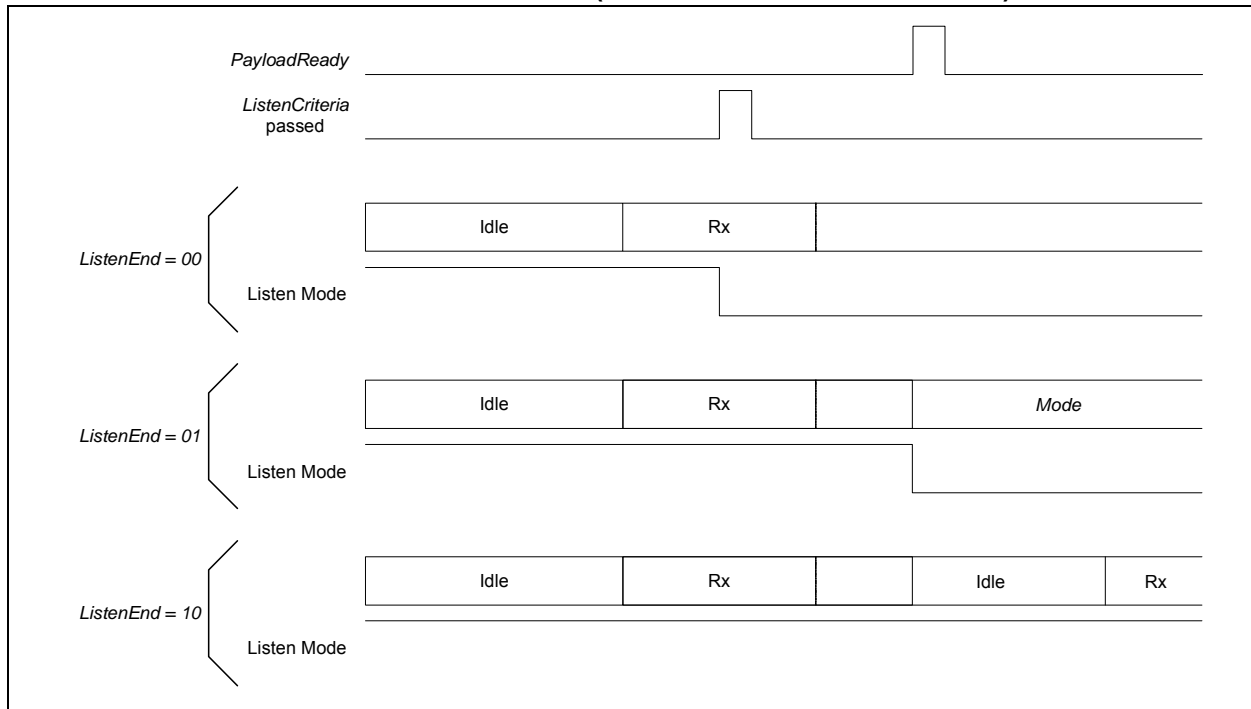 PayloadReady
ListenCriteria
passed
Idle
Rx
ListenEnd = 00
Listen Mode
Idle
Rx
Mode
ListenEnd = 01
Listen Mode
Idle
Rx
Idle
Rx
ListenEnd = 10
Listen Mode